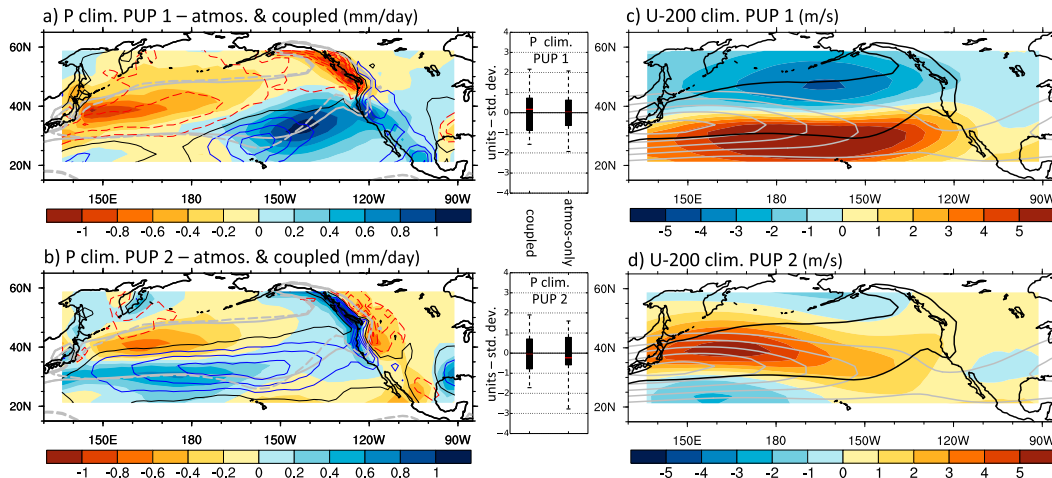 a) P clim. PUP 1 – atmos. & coupled (mm/day)
60N
40N
20N
150E 180 150W 120W 90W
-1 -0.8 -0.6 -0.4 -0.2 0 0.2 0.4 0.6 0.8 1
b) P clim. PUP 2 – atmos. & coupled (mm/day)
60N
40N
20N
150E 180 150W 120W 90W
-1 -0.8 -0.6 -0.4 -0.2 0 0.2 0.4 0.6 0.8 1
P clim.
PUP 1
4
3
2
1
0
-1
-2
-3
-4
units – std. dev.
coupled
atmos-only
P clim.
PUP 2
4
3
2
1
0
-1
-2
-3
-4
units – std. dev.
c) U-200 clim. PUP 1 (m/s)
60N
40N
20N
150E 180 150W 120W 90W
-5 -4 -3 -2 -1 0 1 2 3 4 5
d) U-200 clim. PUP 2 (m/s)
60N
40N
20N
150E 180 150W 120W 90W
-5 -4 -3 -2 -1 0 1 2 3 4 5